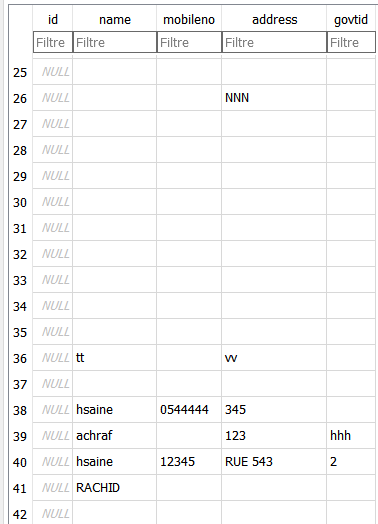 id name mobileno address govtid
Filtre Filtre Filtre Filtre Filtre
25 NULL
26 NULL NNN
27 NULL
28 NULL
29 NULL
30 NULL
31 NULL
32 NULL
33 NULL
34 NULL
35 NULL
36 NULL tt vv
37 NULL
38 NULL hsaine 0544444 345
39 NULL achraf 123 hhh
40 NULL hsaine 12345 RUE 543 2
41 NULL RACHID
42 NULL